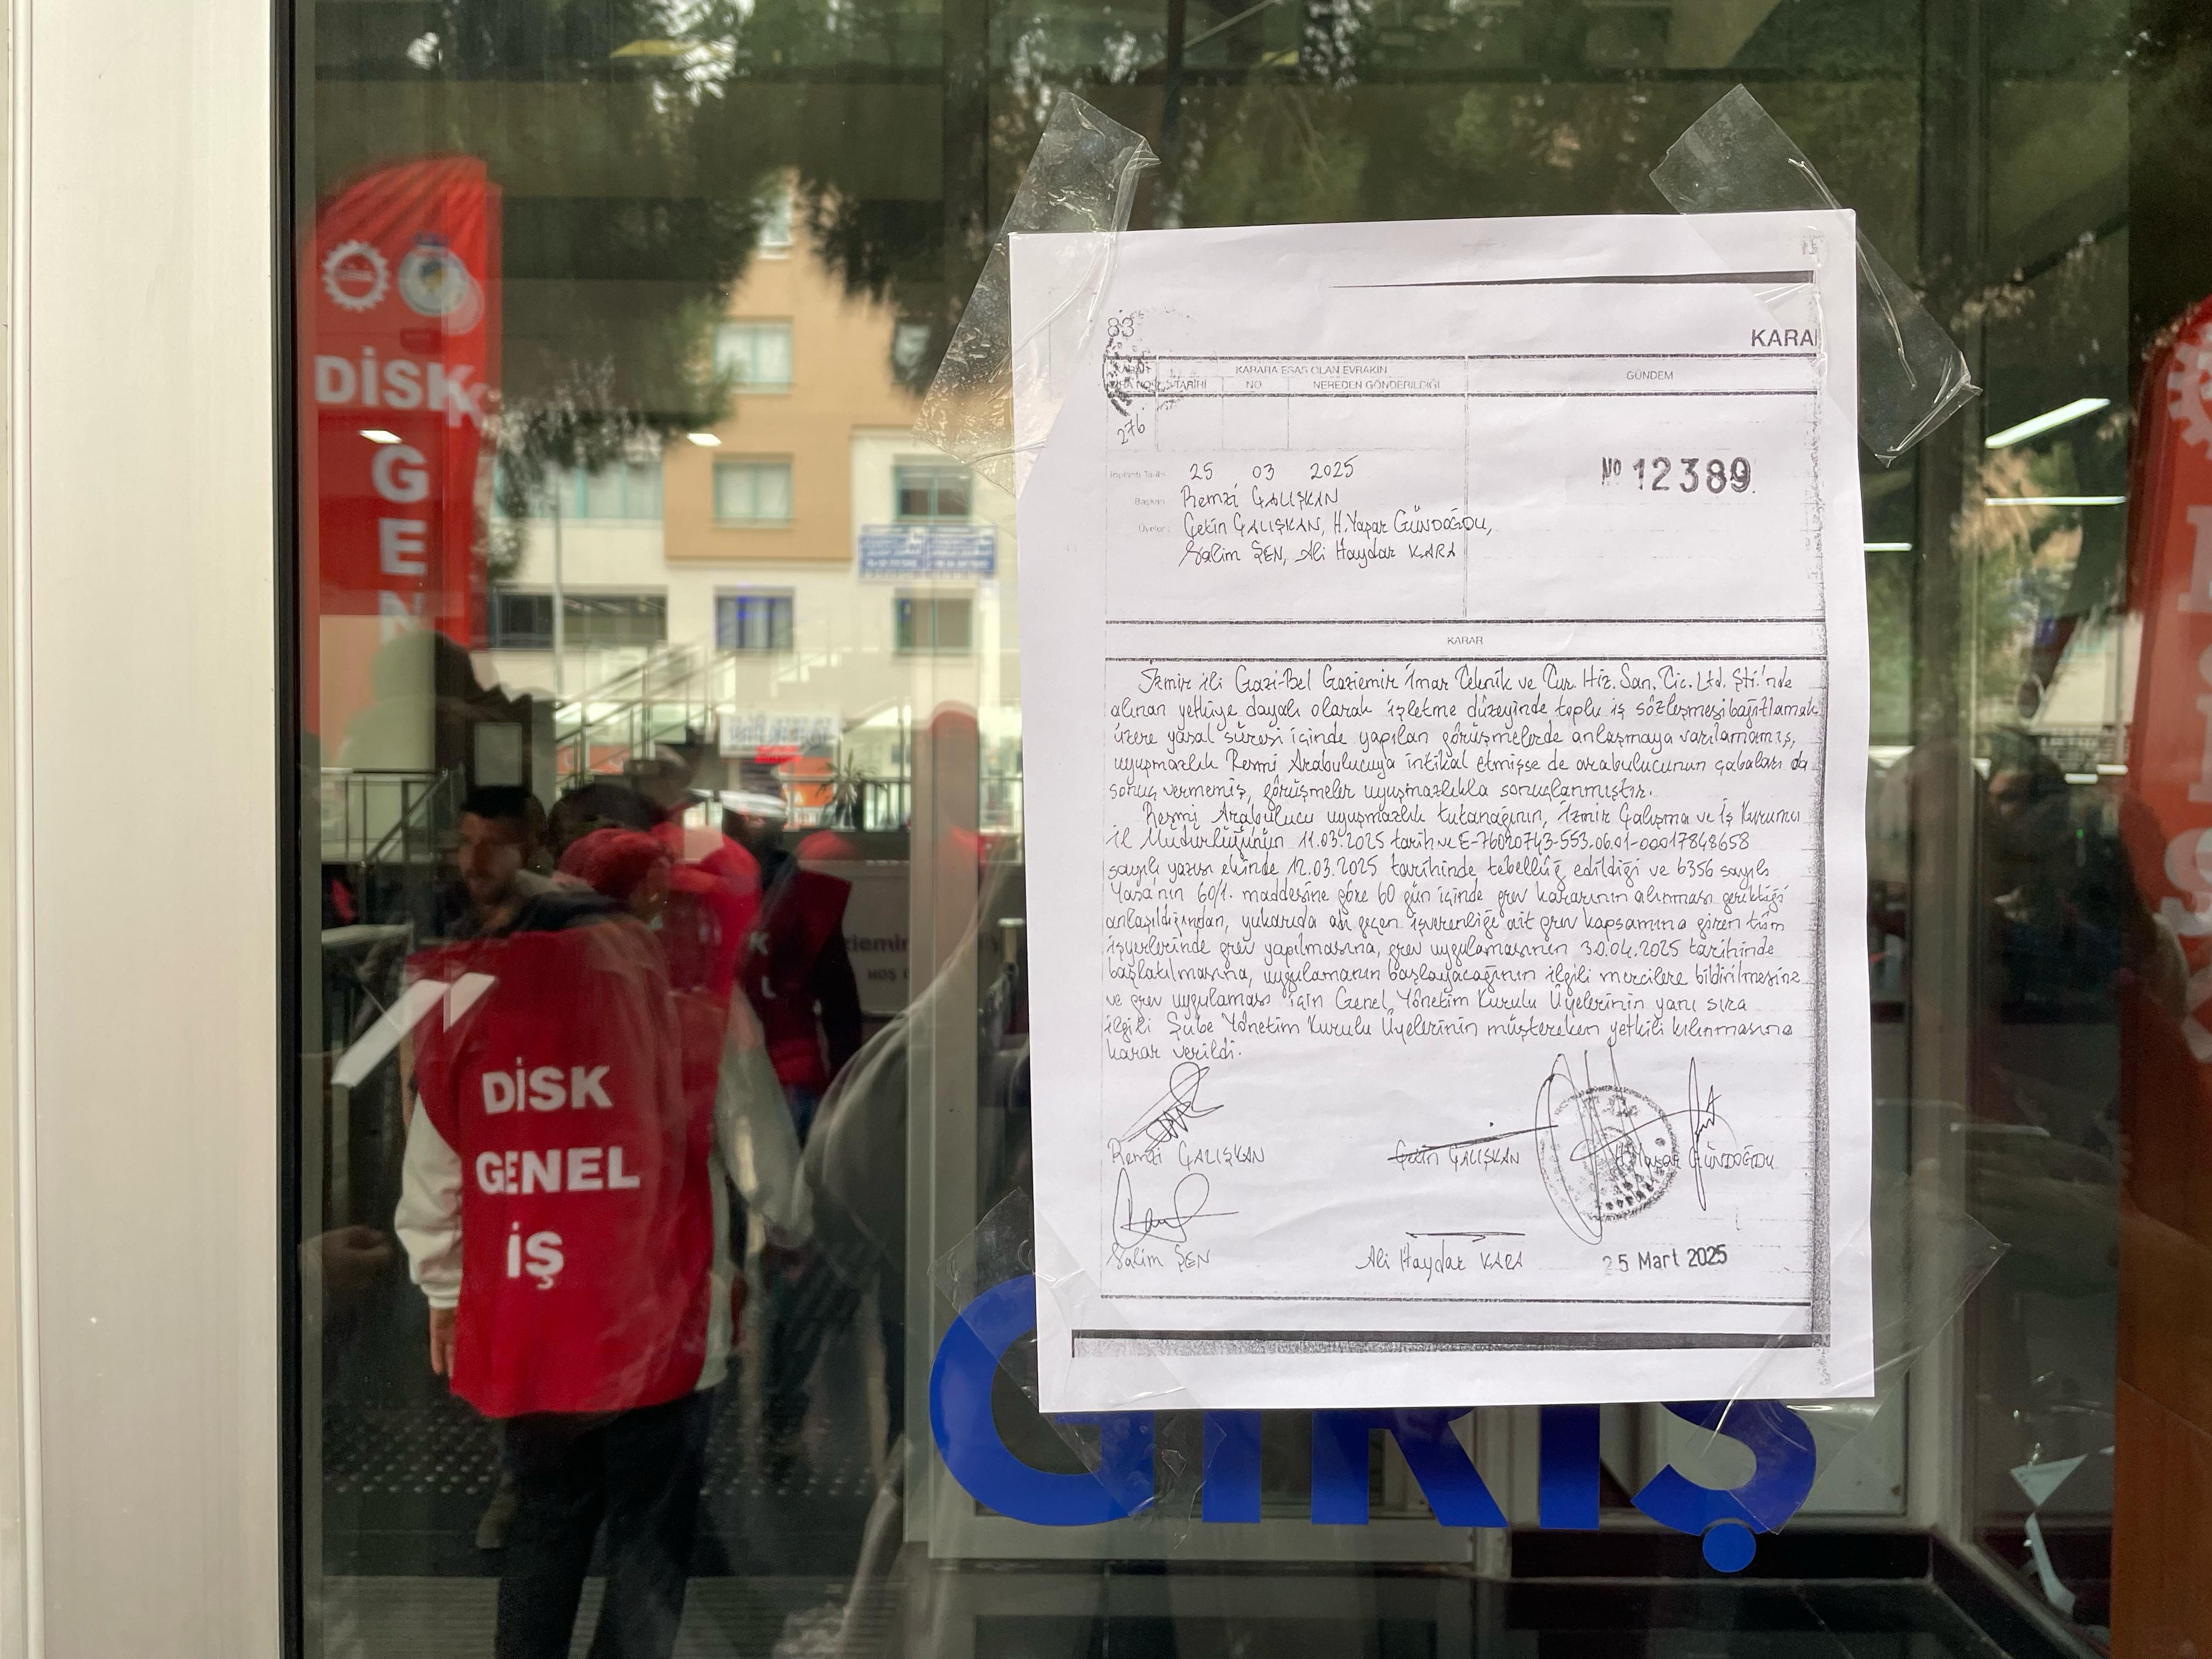 DİSK
G
E
N
83
KARA
KARARA ESAS OLAN EVRAKIN
GÜNDEM
TARİHİ NO NEREDEN GÖNDERİLDİĞİ
276
Toplantı Tarihi 25 03 2025
No 12389
Başkan Remzi ÇALIŞKAN
Üyeler: Çetin ÇALIŞKAN, H.Yaşar GÜNDOĞDU,
Salim ŞEN, Ali Haydar KARA
KARAR
İzmir ili Gazi-Bel Gaziemir İmar Teknik ve Tur. Hiz. San. Tic. Ltd. Şti.'nde
alınan yetkiye dayalı olarak işletme düzeyinde toplu iş sözleşmesi bağıtlamak
üzere yasal süresi içinde yapılan görüşmelerde anlaşmaya varılamamış,
uyuşmazlık Resmi Arabulucuya intikal etmişse de arabulucunun çabaları da
sonuç vermemiş, görüşmeler uyuşmazlıkla sonuçlanmıştır.
Resmi Arabulucu uyuşmazlık tutanağının, İzmir Çalışma ve İş Kurumu
İl Müdürlüğünün 11.03.2025 tarih ve E-76020743-553.06.01-00017848658
sayılı yazısı ekinde 12.03.2025 tarihinde tebellüğ edildiği ve 6356 sayılı
Yasa'nın 60/1. maddesine göre 60 gün içinde grev kararının alınması gerektiği
anlaşıldığından, yukarıda adı geçen işverenliğe ait grev kapsamına giren tüm
işyerlerinde grev yapılmasına, grev uygulamasının 30.04.2025 tarihinde
başlatılmasına, uygulamanın başlayacağının ilgili mercilere bildirilmesine
ve grev uygulaması için Genel Yönetim Kurulu Üyelerinin yanı sıra
ilgili Şube Yönetim Kurulu Üyelerinin müştereken yetkili kılınmasına
karar verildi.
Remzi ÇALIŞKAN Çetin ÇALIŞKAN H.Yaşar GÜNDOĞDU
Salim ŞEN Ali Haydar KARA 25 Mart 2025
DİSK
GENEL
İŞ
GİRİŞ